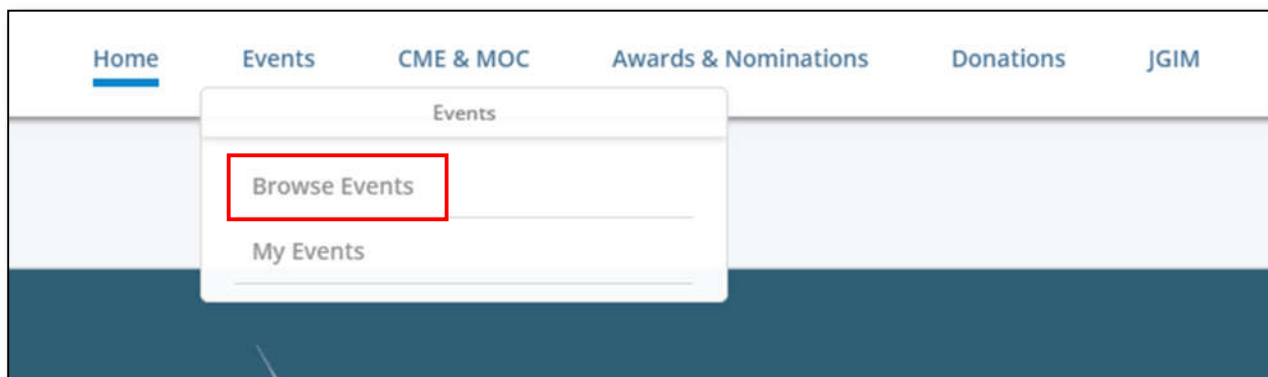 Home Events CME & MOC Awards & Nominations Donations JGIM
Events
Browse Events
My Events